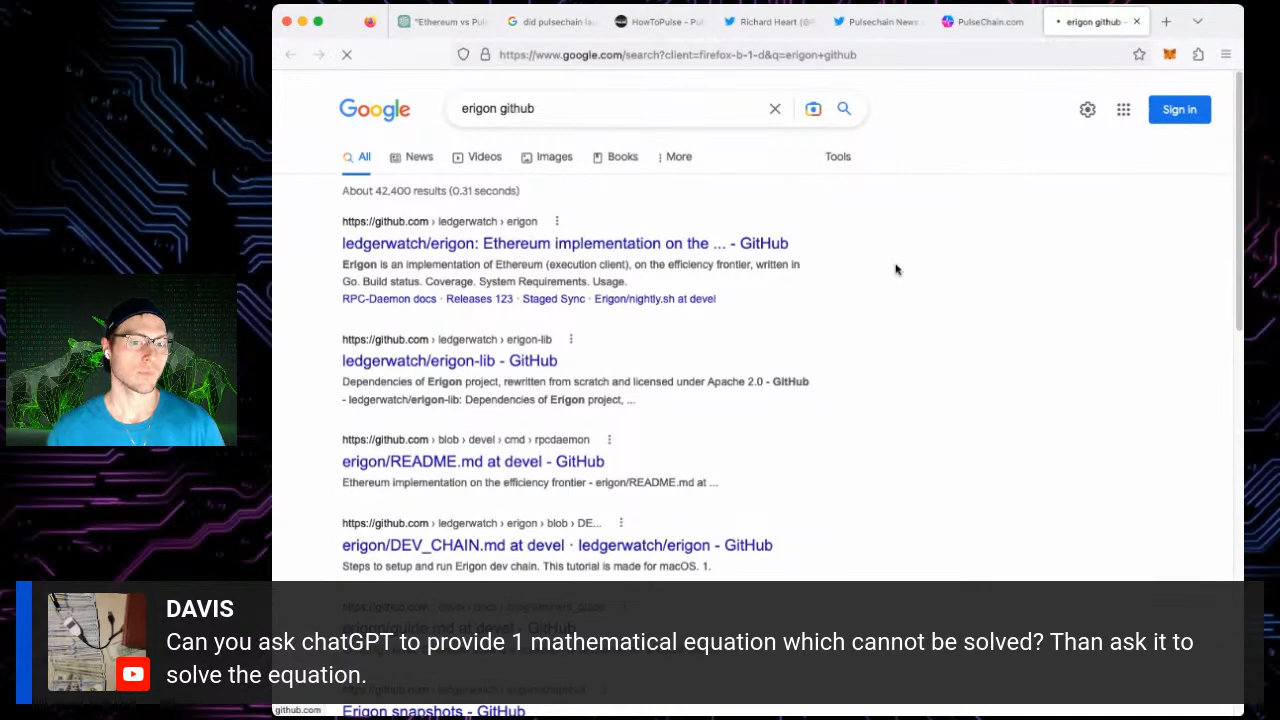 "Ethereum vs Pul
did pulsechain la
HowToPulse - Pul
Richard Heart (@R
Pulsechain News
PulseChain.com
erigon github -
https://www.google.com/search?client=firefox-b-1-d&q=erigon+github
Google
erigon github
Sign in
All
News
Videos
Images
Books
More
Tools
About 42,400 results (0.31 seconds)
https://github.com › ledgerwatch › erigon
ledgerwatch/erigon: Ethereum implementation on the ... - GitHub
Erigon is an implementation of Ethereum (execution client), on the efficiency frontier, written in
Go. Build status. Coverage. System Requirements. Usage.
RPC-Daemon docs · Releases 123 · Staged Sync · Erigon/nightly.sh at devel
https://github.com › ledgerwatch › erigon-lib
ledgerwatch/erigon-lib - GitHub
Dependencies of Erigon project, rewritten from scratch and licensed under Apache 2.0 - GitHub
- ledgerwatch/erigon-lib: Dependencies of Erigon project, ...
https://github.com › blob › devel › cmd › rpcdaemon
erigon/README.md at devel - GitHub
Ethereum implementation on the efficiency frontier - erigon/README.md at ...
https://github.com › ledgerwatch › erigon › blob › DE...
erigon/DEV_CHAIN.md at devel · ledgerwatch/erigon - GitHub
Steps to setup and run Erigon dev chain. This tutorial is made for macOS. 1.
DAVIS
Can you ask chatGPT to provide 1 mathematical equation which cannot be solved? Than ask it to
solve the equation.
github.com
Erigon snapshots - GitHub